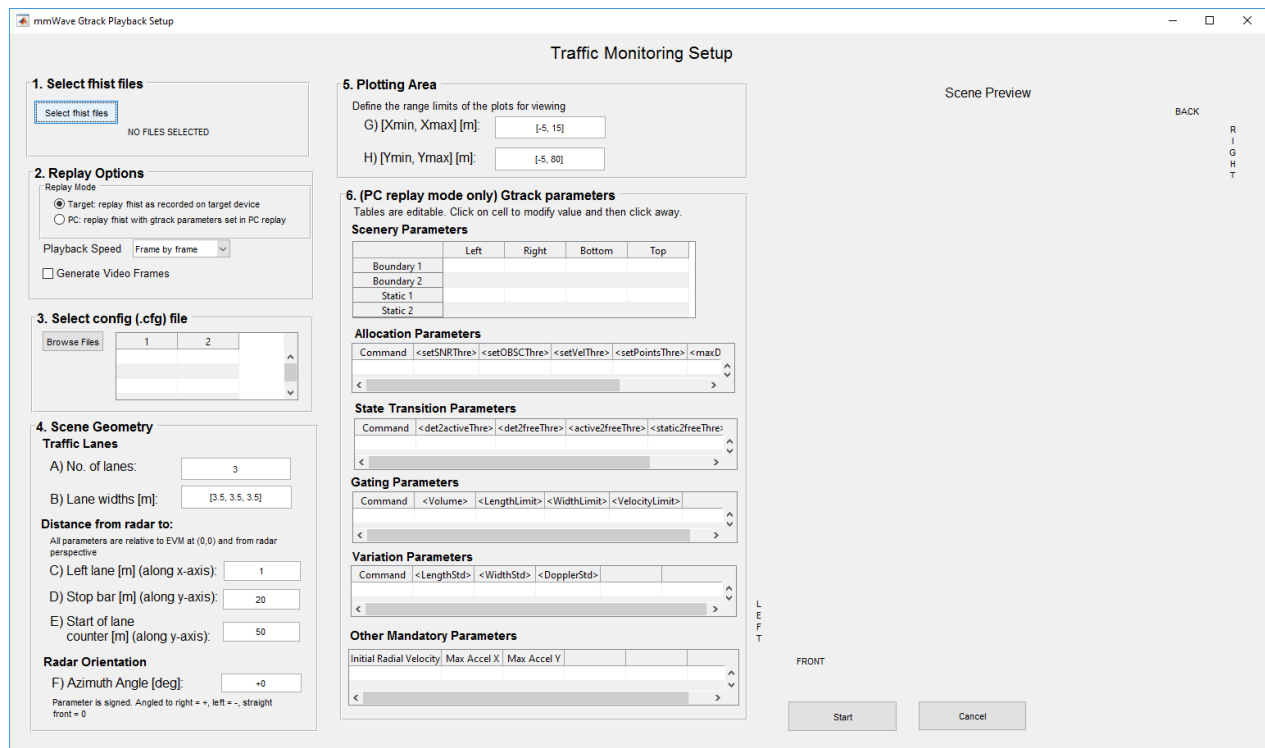 mmWave Gtrack Playback Setup
Traffic Monitoring Setup
1. Select fhist files
Select fhist files
NO FILES SELECTED
2. Replay Options
Replay Mode
Target: replay fhist as recorded on target device
PC: replay fhist with gtrack parameters set in PC replay
Playback Speed Frame by frame
Generate Video Frames
3. Select config (.cfg) file
Browse Files 1 2
4. Scene Geometry
Traffic Lanes
A) No. of lanes: 3
B) Lane widths [m]: [3.5, 3.5, 3.5]
Distance from radar to:
All parameters are relative to EVM at (0,0) and from radar
perspective
C) Left lane [m] (along x-axis): 1
D) Stop bar [m] (along y-axis): 20
E) Start of lane
counter [m] (along y-axis): 50
Radar Orientation
F) Azimuth Angle [deg]: +0
Parameter is signed. Angled to right = +, left = -, straight
front = 0
5. Plotting Area
Define the range limits of the plots for viewing
G) [Xmin, Xmax] [m]: [-5, 15]
H) [Ymin, Ymax] [m]: [-5, 80]
6. (PC replay mode only) Gtrack parameters
Tables are editable. Click on cell to modify value and then click away.
Scenery Parameters
Left Right Bottom Top
Boundary 1
Boundary 2
Static 1
Static 2
Allocation Parameters
Command <setSNRThre> <setOBSCThre> <setVelThre> <setPointsThre> <maxD
State Transition Parameters
Command <det2activeThre> <det2freeThre> <active2freeThre> <static2freeThre>
Gating Parameters
Command <Volume> <LengthLimit> <WidthLimit> <VelocityLimit>
Variation Parameters
Command <LengthStd> <WidthStd> <DopplerStd>
Other Mandatory Parameters
Initial Radial Velocity Max Accel X Max Accel Y
Scene Preview
BACK
RIGHT
LEFT
FRONT
Start Cancel